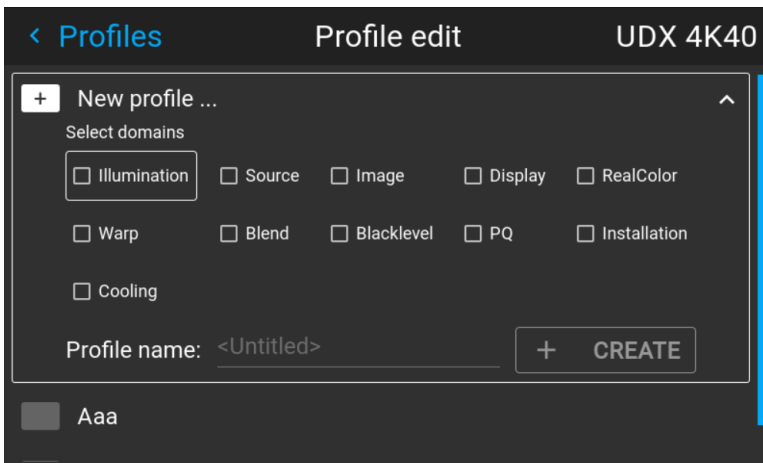 Profiles Profile edit UDX 4K40
+ New profile ...
Select domains
Illumination Source Image Display RealColor
Warp Blend Blacklevel PQ Installation
Cooling
Profile name: <Untitled> + CREATE
Aaa